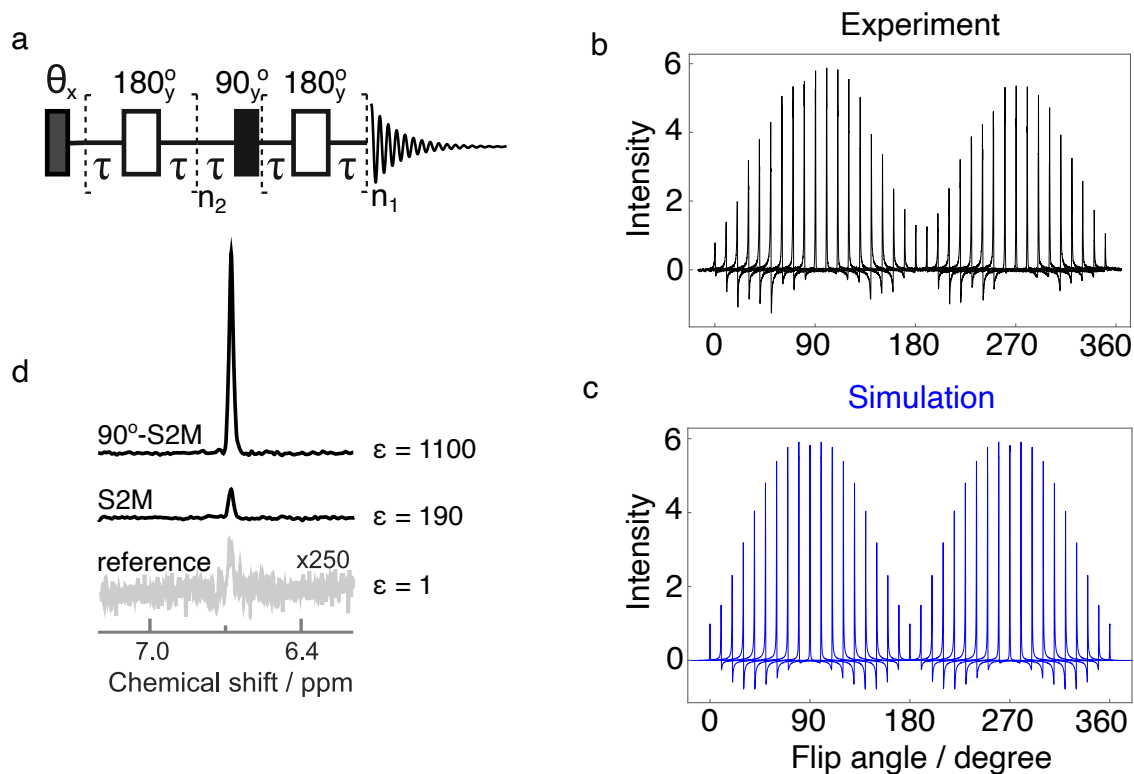 a
θx 180°y 90°y 180°y
τ τ τ τ τ
n2 n1
b
Experiment
Intensity
6
4
2
0
0 90 180 270 360
c
Simulation
Intensity
6
4
2
0
0 90 180 270 360
Flip angle / degree
d
90°-S2M ε = 1100
S2M ε = 190
reference x250 ε = 1
7.0 6.4
Chemical shift / ppm